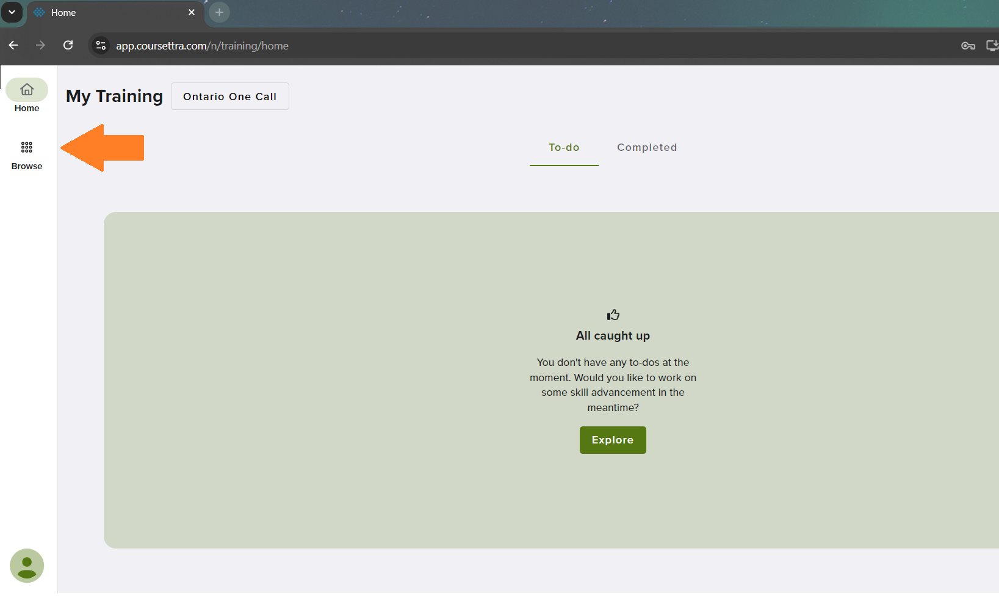 Home
app.coursettra.com/n/training/home
Home
Browse
My Training
Ontario One Call
To-do
Completed
All caught up
You don't have any to-dos at the
moment. Would you like to work on
some skill advancement in the
meantime?
Explore